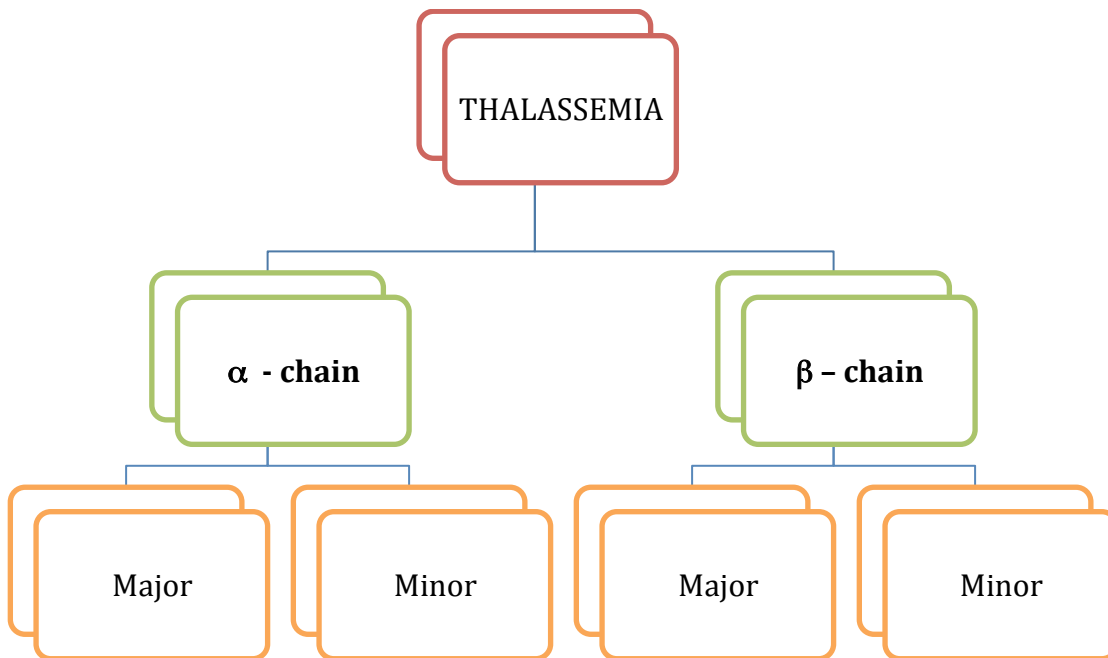 THALASSEMIA
α - chain
β – chain
Major
Minor
Major
Minor